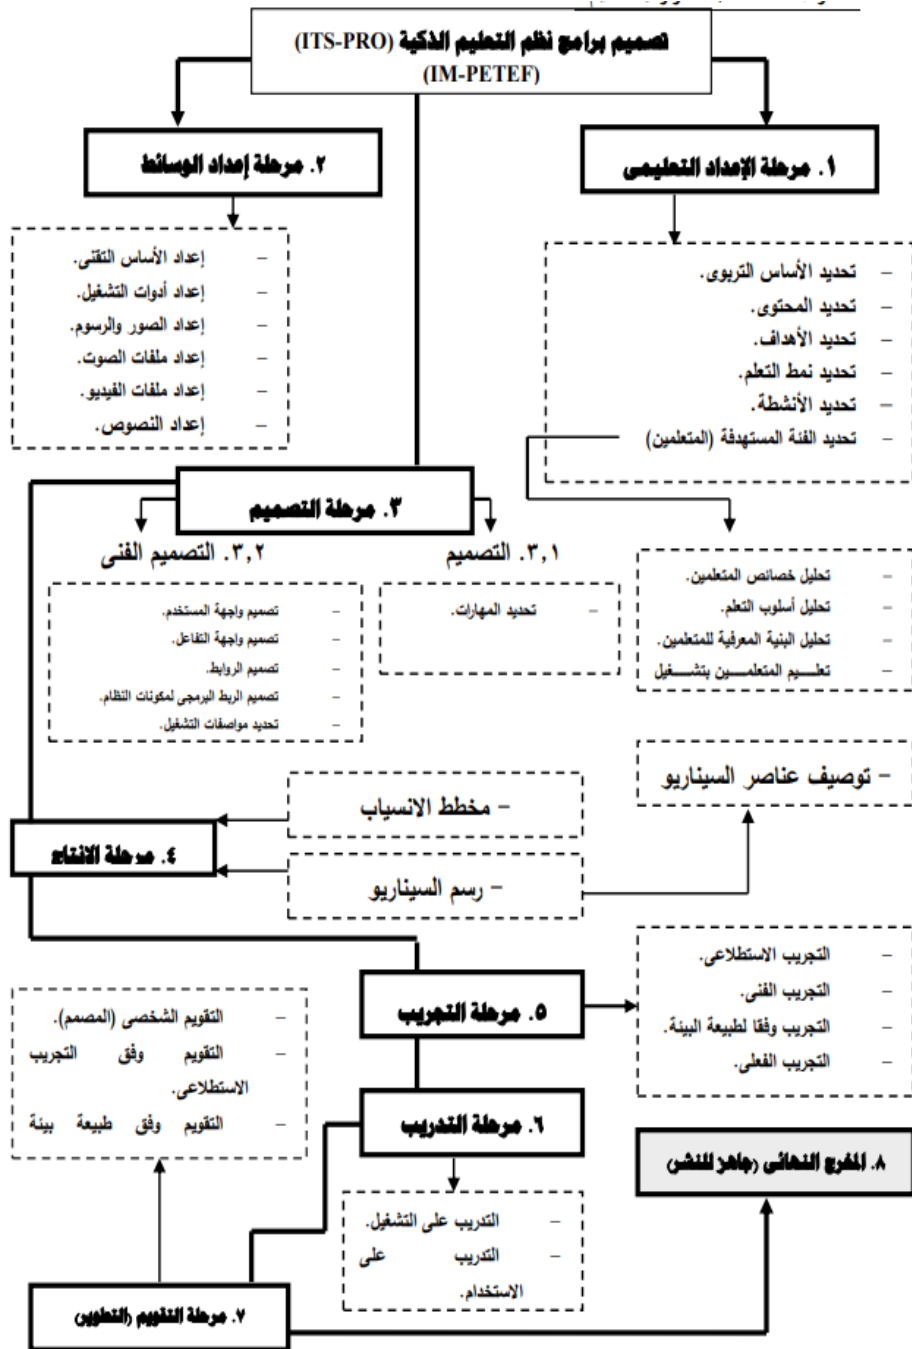 تصميم برامج نظم التعليم الذكية (ITS-PRO)
(IM-PETEF)
١. مرحلة الإعداد التعليمى
٢. مرحلة إعداد الوسائط
– تحديد الأساس التربوى.
– تحديد المحتوى.
– تحديد الأهداف.
– تحديد نمط التعلم.
– تحديد الأنشطة.
– تحديد الفئة المستهدفة (المتعلمين)
– إعداد الأساس التقنى.
– إعداد أدوات التشغيل.
– إعداد الصور والرسوم.
– إعداد ملفات الصوت.
– إعداد ملفات الفيديو.
– إعداد النصوص.
٣. مرحلة التصميم
٣,١. التصميم
٣,٢. التصميم الفنى
– تحليل خصائص المتعلمين.
– تحليل أسلوب التعلم.
– تحليل البنية المعرفية للمتعلمين.
– تعليم المتعلمين بتشغيل
– تحديد المهارات.
– تصميم واجهة المستخدم.
– تصميم واجهة التفاعل.
– تصميم الروابط.
– تصميم الربط البرمجى لمكونات النظام.
– تحديد مواصفات التشغيل.
– توصيف عناصر السيناريو
– مخطط الانسياب
٤. مرحلة الانتاج
– رسم السيناريو
٥. مرحلة التجريب
– التجريب الاستطلاعى.
– التجريب الفنى.
– التجريب وفقا لطبيعة البيئة.
– التجريب الفعلى.
– التقويم الشخصى (المصمم).
– التقويم وفق التجريب
الاستطلاعى.
– التقويم وفق طبيعة بيئة
٦. مرحلة التدريب
٨. المخرج النهائى (جاهز للنشر)
– التدريب على التشغيل.
– التدريب على
الاستخدام.
٧. مرحلة التقويم (التطوير)